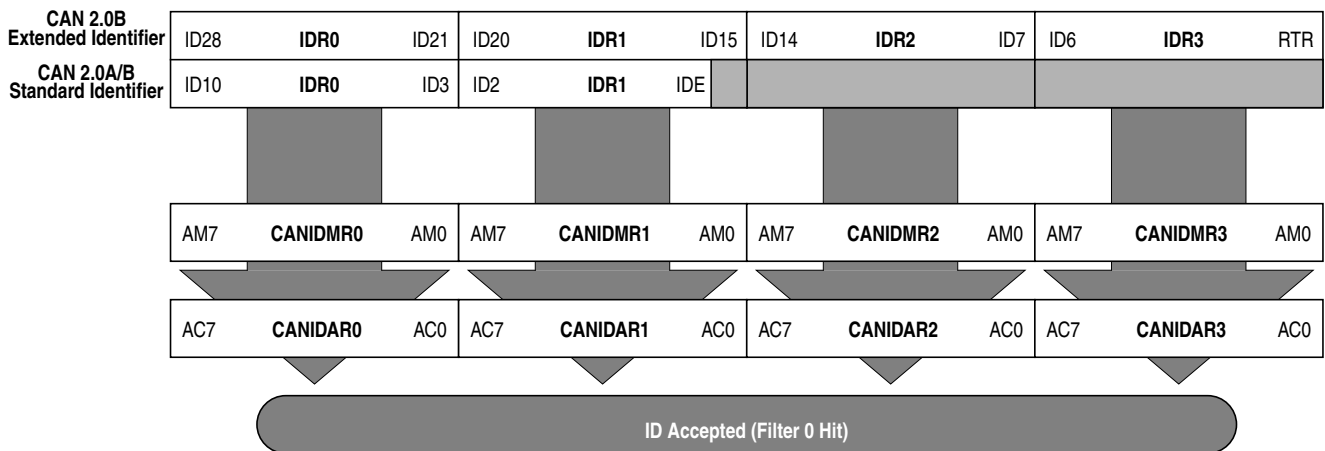 CAN 2.0B
Extended Identifier
ID28 IDR0 ID21 ID20 IDR1 ID15 ID14 IDR2 ID7 ID6 IDR3 RTR
CAN 2.0A/B
Standard Identifier
ID10 IDR0 ID3 ID2 IDR1 IDE
AM7 CANIDMR0 AM0 AM7 CANIDMR1 AM0 AM7 CANIDMR2 AM0 AM7 CANIDMR3 AM0
AC7 CANIDAR0 AC0 AC7 CANIDAR1 AC0 AC7 CANIDAR2 AC0 AC7 CANIDAR3 AC0
ID Accepted (Filter 0 Hit)